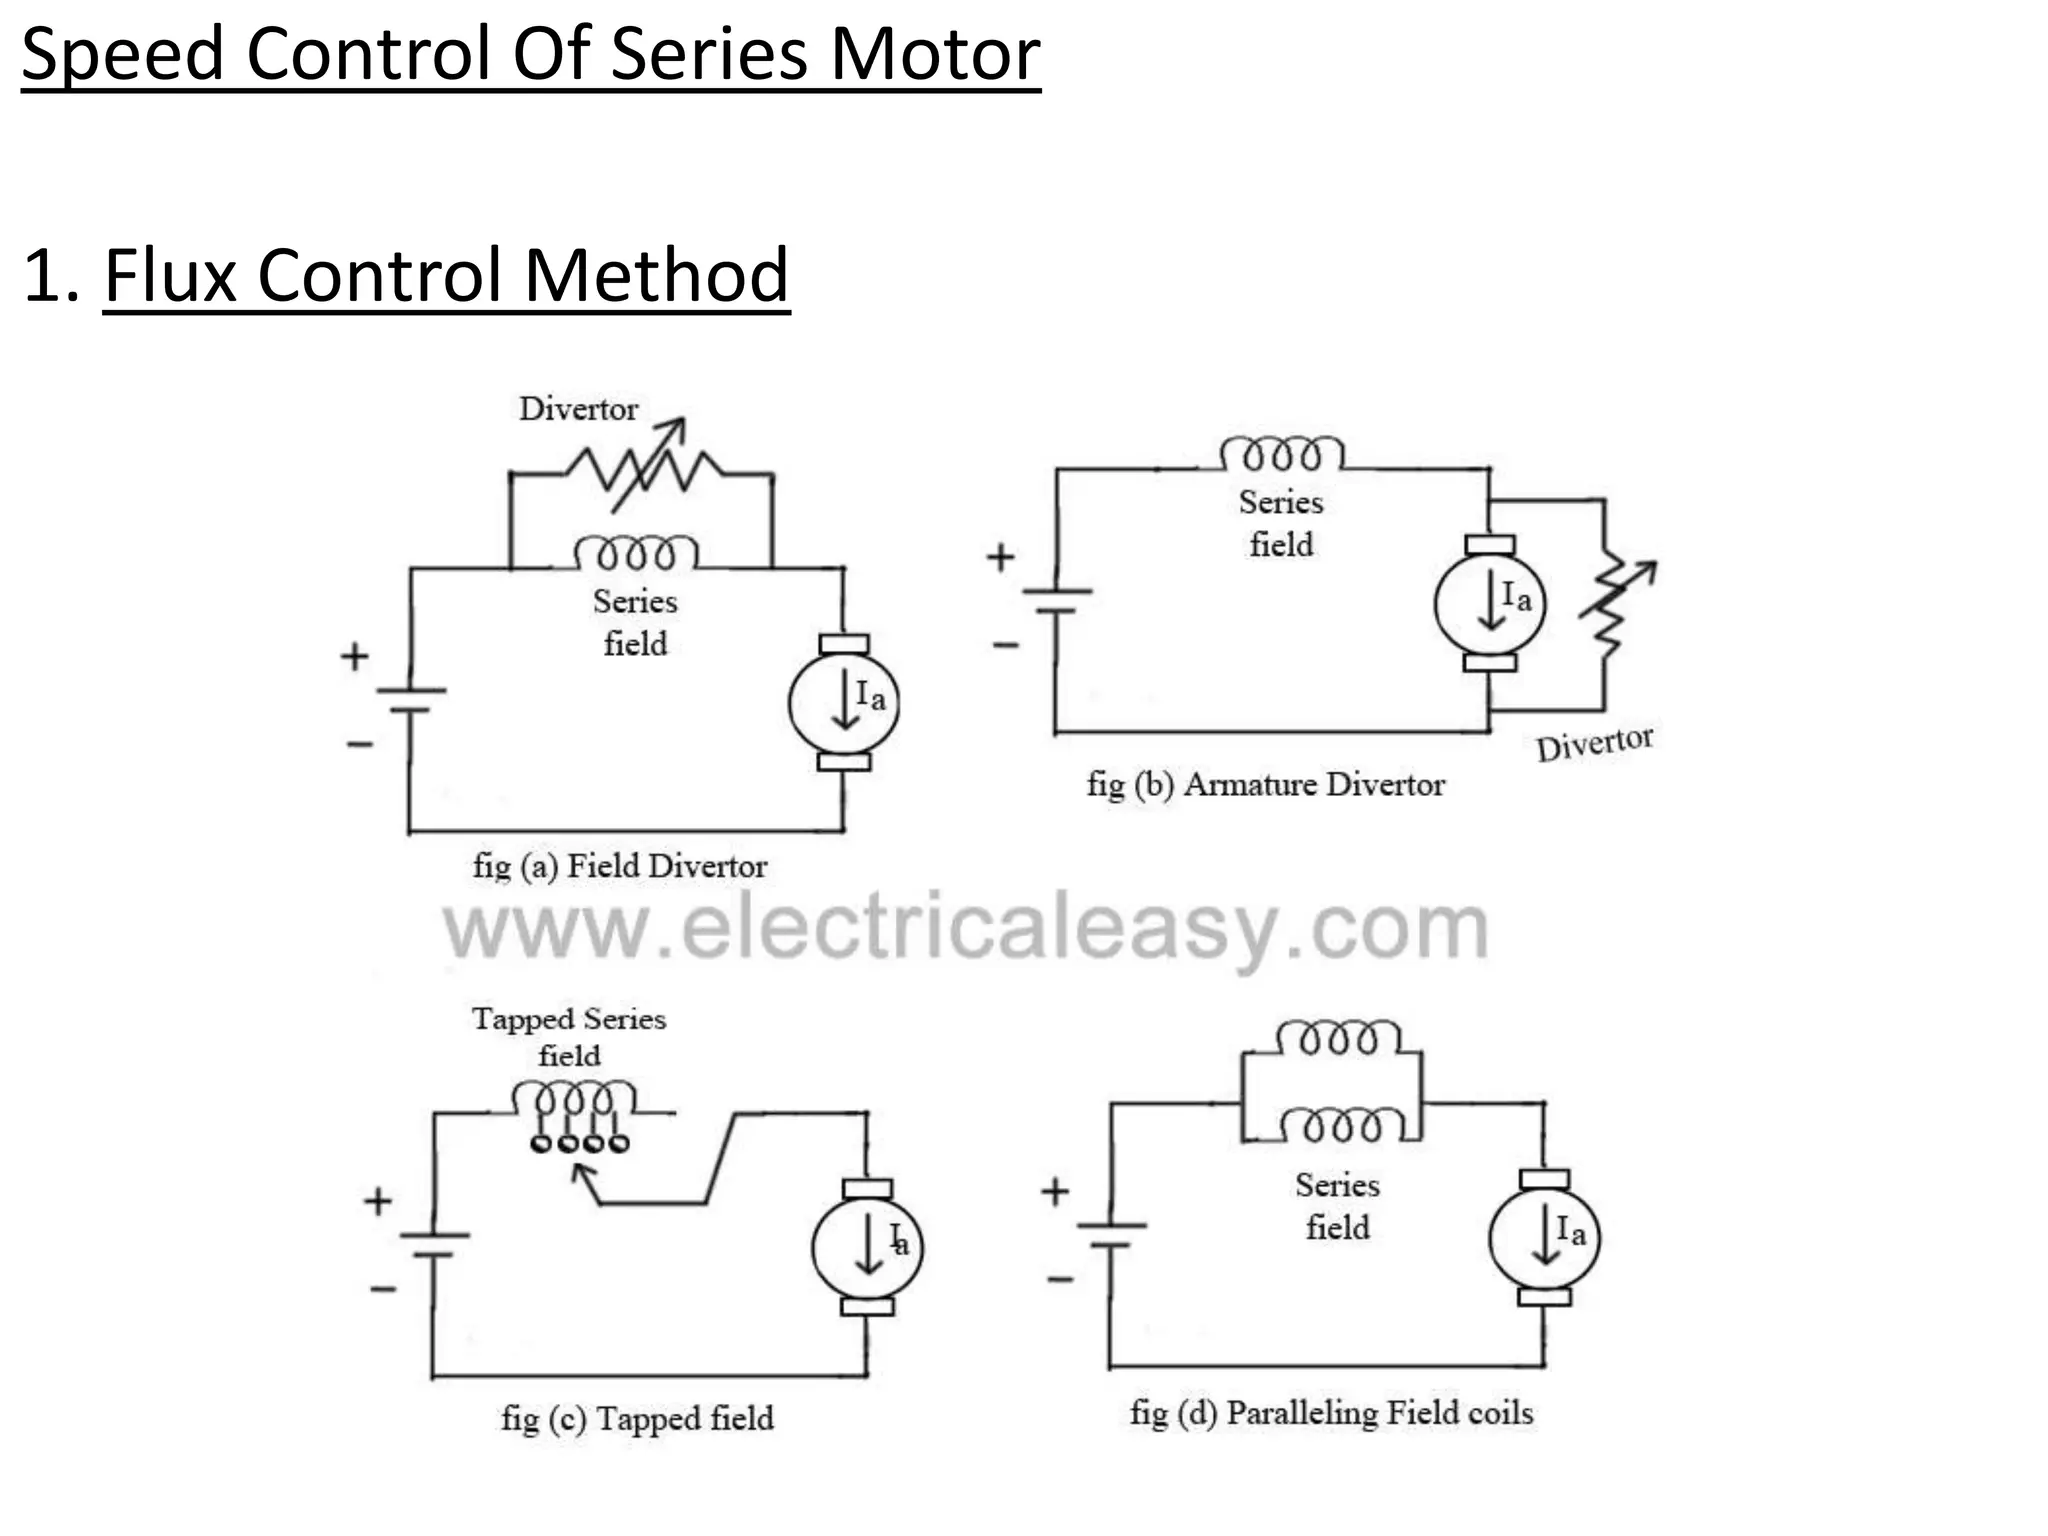 Speed Control Of Series Motor
1. Flux Control Method
Divertor
Series
field
+
−
Ia
fig (a) Field Divertor
Series
field
+
−
Ia
Divertor
fig (b) Armature Divertor
www.electricaleasy.com
Tapped Series
field
+
−
Ia
fig (c) Tapped field
Series
field
+
−
Ia
fig (d) Paralleling Field coils